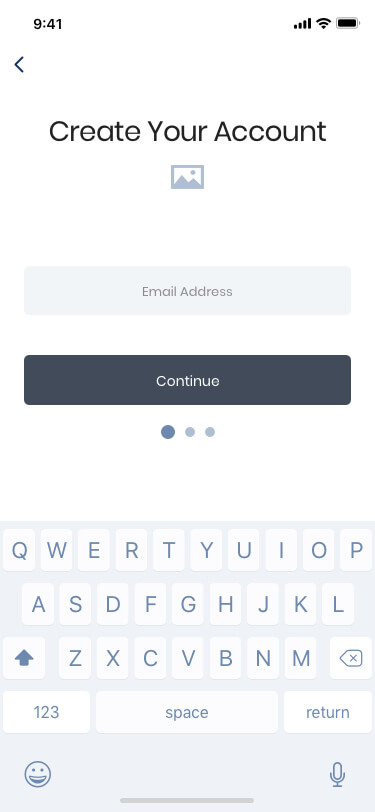 9:41
Create Your Account
Email Address
Continue
Q W E R T Y U I O P
A S D F G H J K L
Z X C V B N M
123 space return